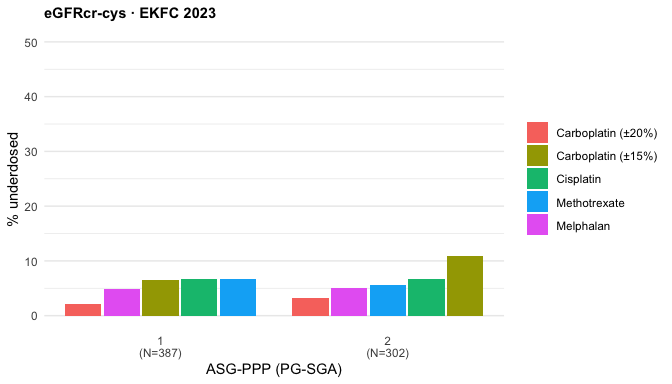 eGFRcr-cys · EKFC 2023
50
40
30
20
10
0
% underdosed
1
(N=387)
2
(N=302)
ASG-PPP (PG-SGA)
Carboplatin (±20%)
Carboplatin (±15%)
Cisplatin
Methotrexate
Melphalan